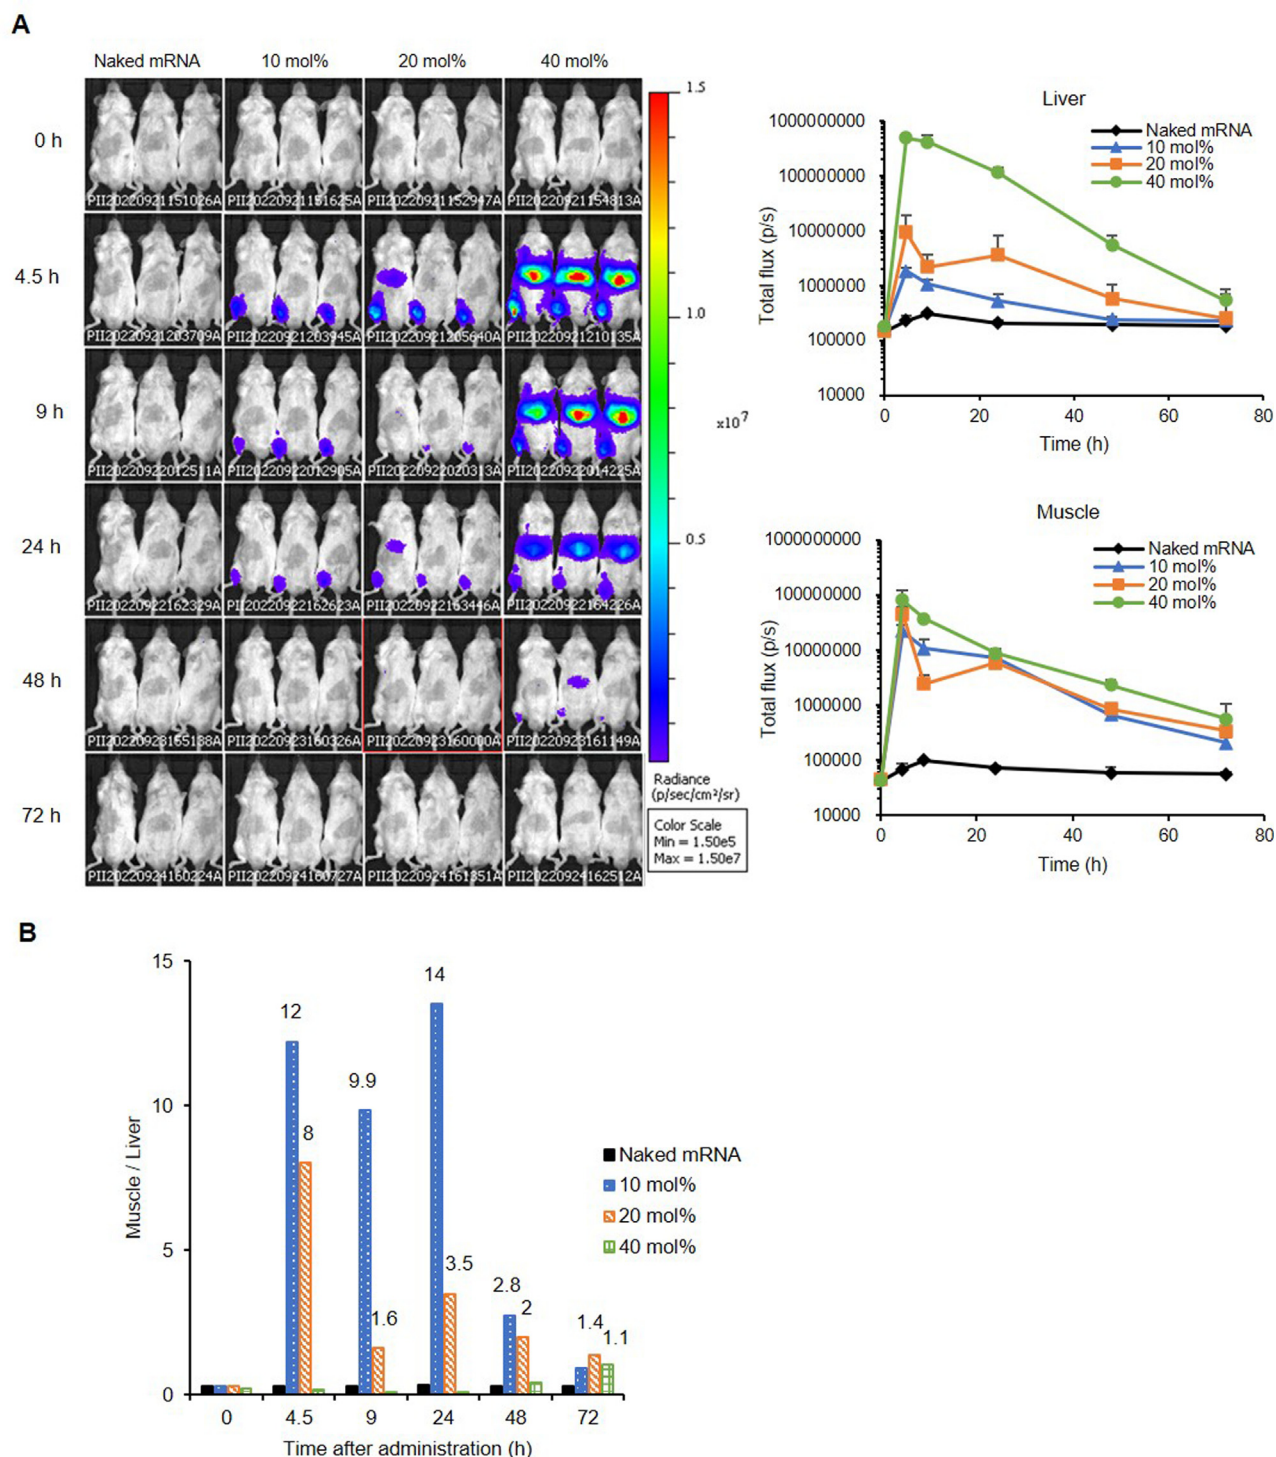 A
Naked mRNA 10 mol% 20 mol% 40 mol%
0 h
PII20220921151026A PII20220921151625A PII20220921152947A PII20220921154813A
4.5 h
PII20220921203709A PII20220921203945A PII20220921205640A PII20220921210135A
9 h
PII20220922012511A PII20220922012905A PII20220922020313A PII20220922014225A
24 h
PII20220922162329A PII20220922162623A PII20220922163446A PII20220922164226A
48 h
PII20220923160326A PII20220923160000A PII20220923161149A
72 h
PII20220924160224A PII20220924160727A PII20220924161351A PII20220924162512A
1.5
1.0
x10⁷
0.5
Radiance
(p/sec/cm²/sr)
Color Scale
Min = 1.50e5
Max = 1.50e7
Liver
Total flux (p/s)
1000000000
100000000
10000000
1000000
100000
10000
0 20 40 60 80
Time (h)
Naked mRNA
10 mol%
20 mol%
40 mol%
Muscle
Total flux (p/s)
1000000000
100000000
10000000
1000000
100000
10000
0 20 40 60 80
Time (h)
Naked mRNA
10 mol%
20 mol%
40 mol%
B
Muscle / Liver
15
10
5
0
12
8
9.9
1.6
14
3.5
2.8
2
1.4
1.1
0 4.5 9 24 48 72
Time after administration (h)
Naked mRNA
10 mol%
20 mol%
40 mol%